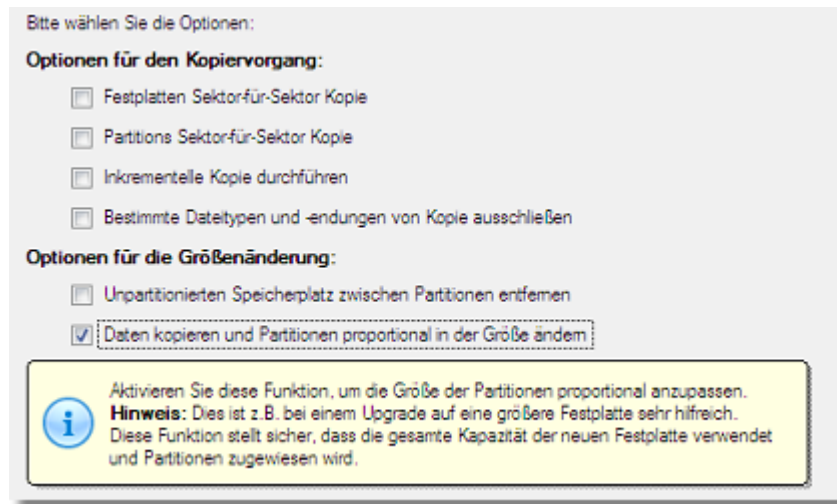 Bitte wählen Sie die Optionen:
Optionen für den Kopiervorgang:
Festplatten Sektor-für-Sektor Kopie
Partitions Sektor-für-Sektor Kopie
Inkrementelle Kopie durchführen
Bestimmte Dateitypen und -endungen von Kopie ausschließen
Optionen für die Größenänderung:
Unpartitionierten Speicherplatz zwischen Partitionen entfernen
Daten kopieren und Partitionen proportional in der Größe ändern
Aktivieren Sie diese Funktion, um die Größe der Partitionen proportional anzupassen.
Hinweis: Dies ist z.B. bei einem Upgrade auf eine größere Festplatte sehr hilfreich.
Diese Funktion stellt sicher, dass die gesamte Kapazität der neuen Festplatte verwendet
und Partitionen zugewiesen wird.